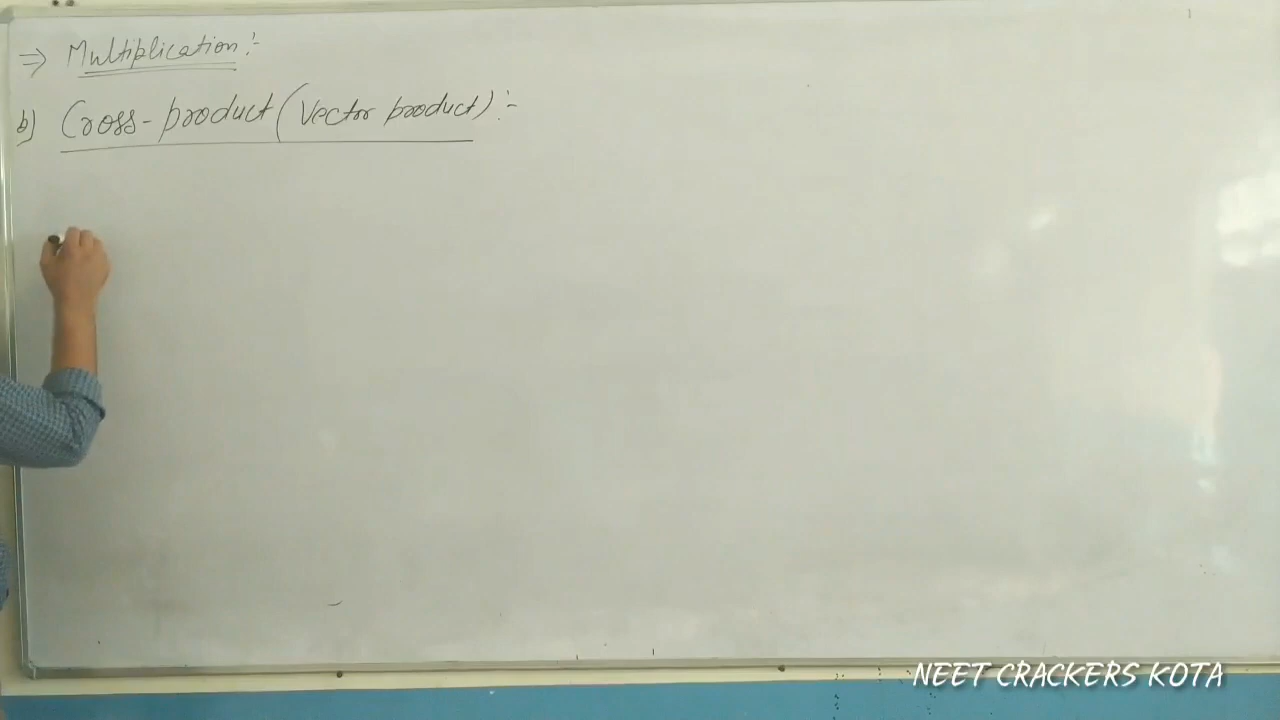 ⇒ Multiplication :-
b) Cross-product (Vector product) :-
NEET CRACKERS KOTA